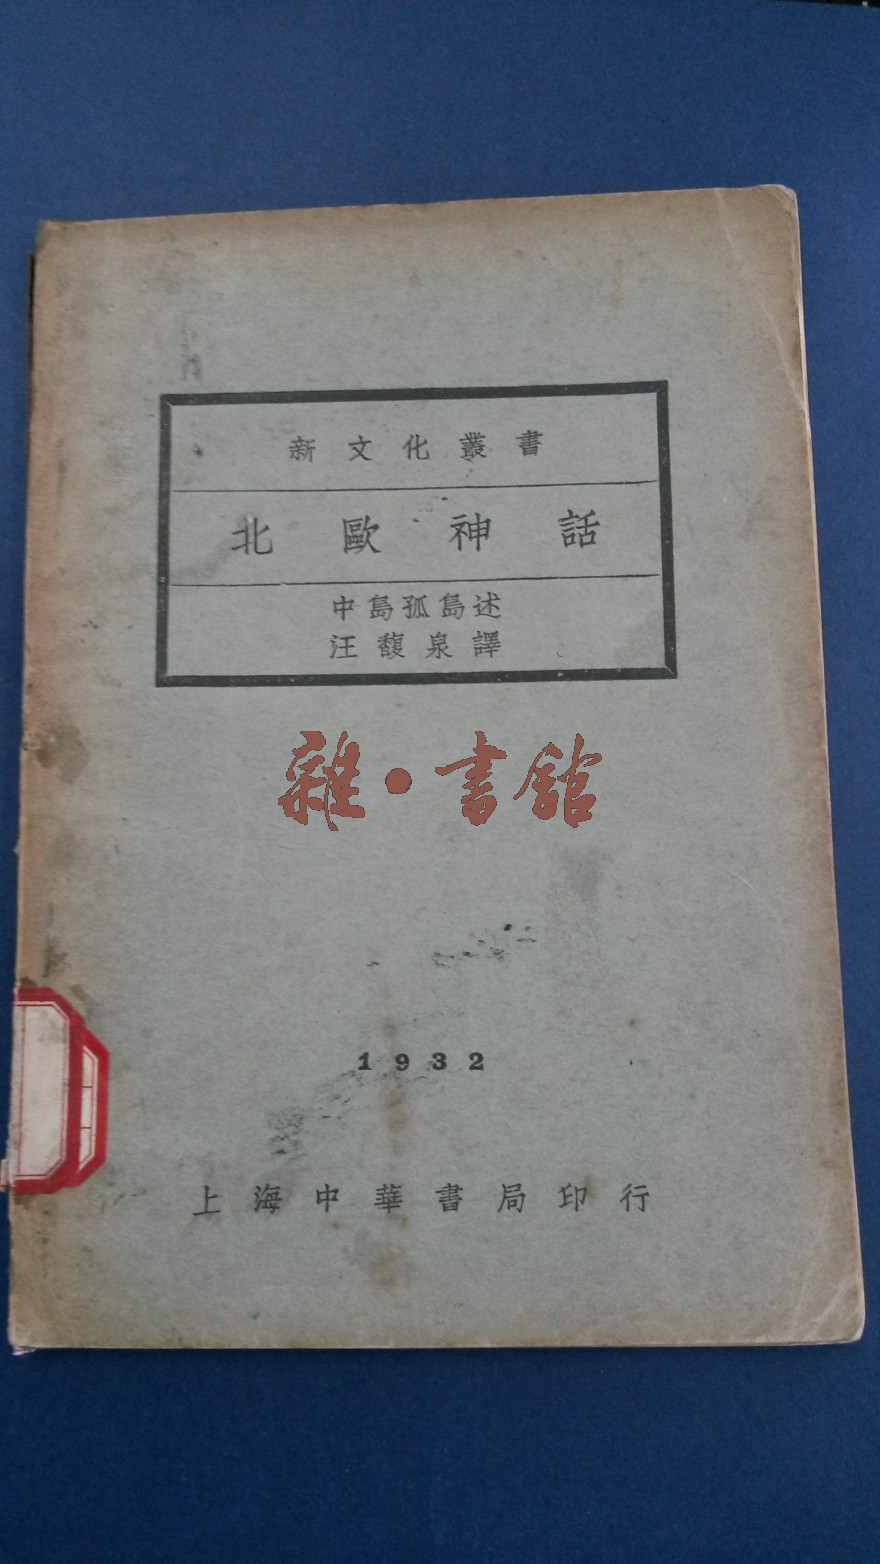 新文化叢書
北歐神話
中島孤島述
汪馥泉譯
雜·書館
1932
上海中華書局印行